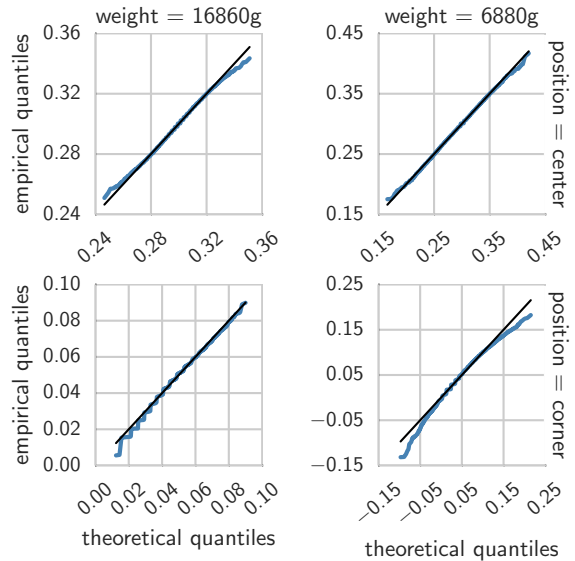 weight = 16860g
weight = 6880g
0.36
0.32
0.28
0.24
empirical quantiles
0.24 0.28 0.32 0.36
0.45
0.35
0.25
0.15
0.15 0.25 0.35 0.45
position = center
0.10
0.08
0.06
0.04
0.02
0.00
empirical quantiles
0.00 0.02 0.04 0.06 0.08 0.10
theoretical quantiles
0.25
0.15
0.05
−0.05
−0.15
−0.15 −0.05 0.05 0.15 0.25
theoretical quantiles
position = corner